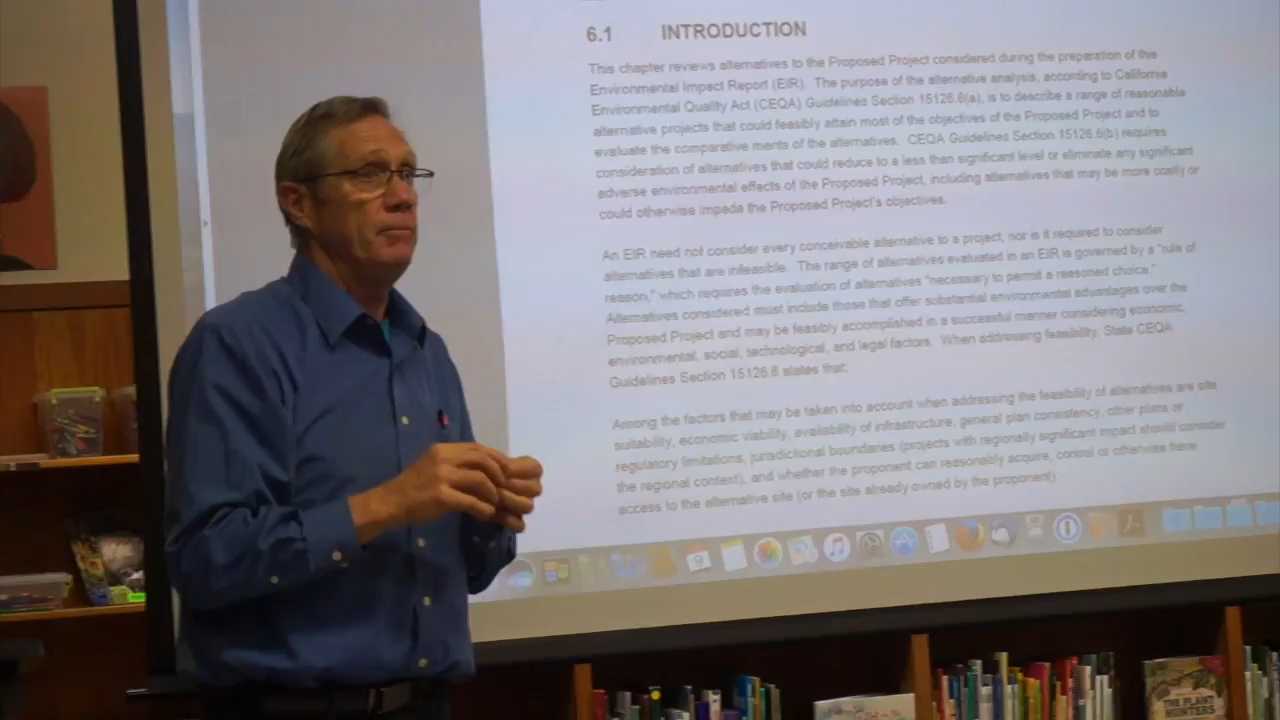 6.1 INTRODUCTION
This chapter reviews alternatives to the Proposed Project considered during the preparation of this
Environmental Impact Report (EIR). The purpose of the alternative analysis, according to California
Environmental Quality Act (CEQA) Guidelines Section 15126.6(a), is to describe a range of reasonable
alternative projects that could feasibly attain most of the objectives of the Proposed Project and to
evaluate the comparative merits of the alternatives. CEQA Guidelines Section 15126.6(b) requires
consideration of alternatives that could reduce to a less than significant level or eliminate any significant
adverse environmental effects of the Proposed Project, including alternatives that may be more costly or
could otherwise impede the Proposed Project's objectives.
An EIR need not consider every conceivable alternative to a project, nor is it required to consider
alternatives that are infeasible. The range of alternatives evaluated in an EIR is governed by a "rule of
reason," which requires the evaluation of alternatives "necessary to permit a reasoned choice."
Alternatives considered must include those that offer substantial environmental advantages over the
Proposed Project and may be feasibly accomplished in a successful manner considering economic,
environmental, social, technological, and legal factors. When addressing feasibility, State CEQA
Guidelines Section 15126.6 states that:
Among the factors that may be taken into account when addressing the feasibility of alternatives are site
suitability, economic viability, availability of infrastructure, general plan consistency, other plans or
regulatory limitations, jurisdictional boundaries (projects with regionally significant impact should consider
the regional context), and whether the proponent can reasonably acquire, control or otherwise have
access to the alternative site (or the site already owned by the proponent).
9
THE PLANT
HUNTERS